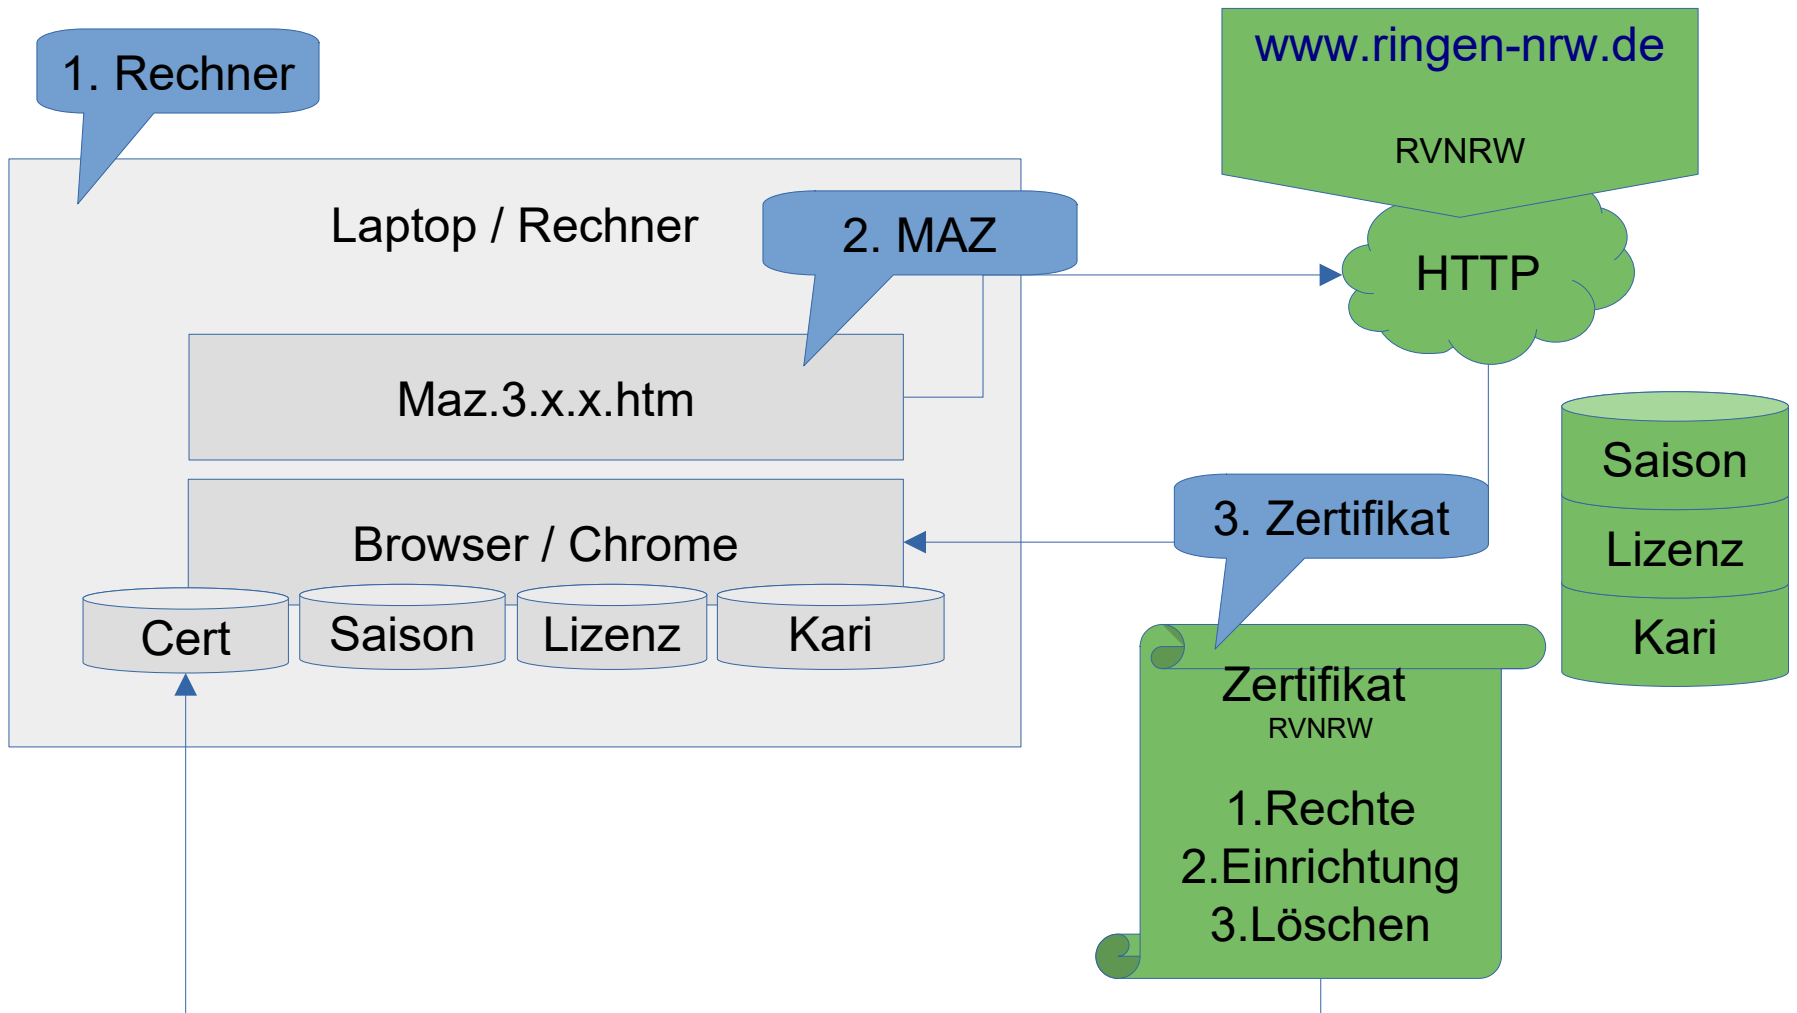 1. Rechner
www.ringen-nrw.de
RVNRW
Laptop / Rechner
2. MAZ
HTTP
Maz.3.x.x.htm
Saison
Lizenz
Kari
3. Zertifikat
Browser / Chrome
Cert
Saison
Lizenz
Kari
Zertifikat
RVNRW
1.Rechte
2.Einrichtung
3.Löschen